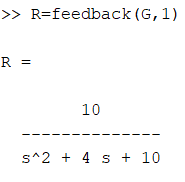 >> R=feedback(G,1)
R =
10
--------------
s^2 + 4 s + 10